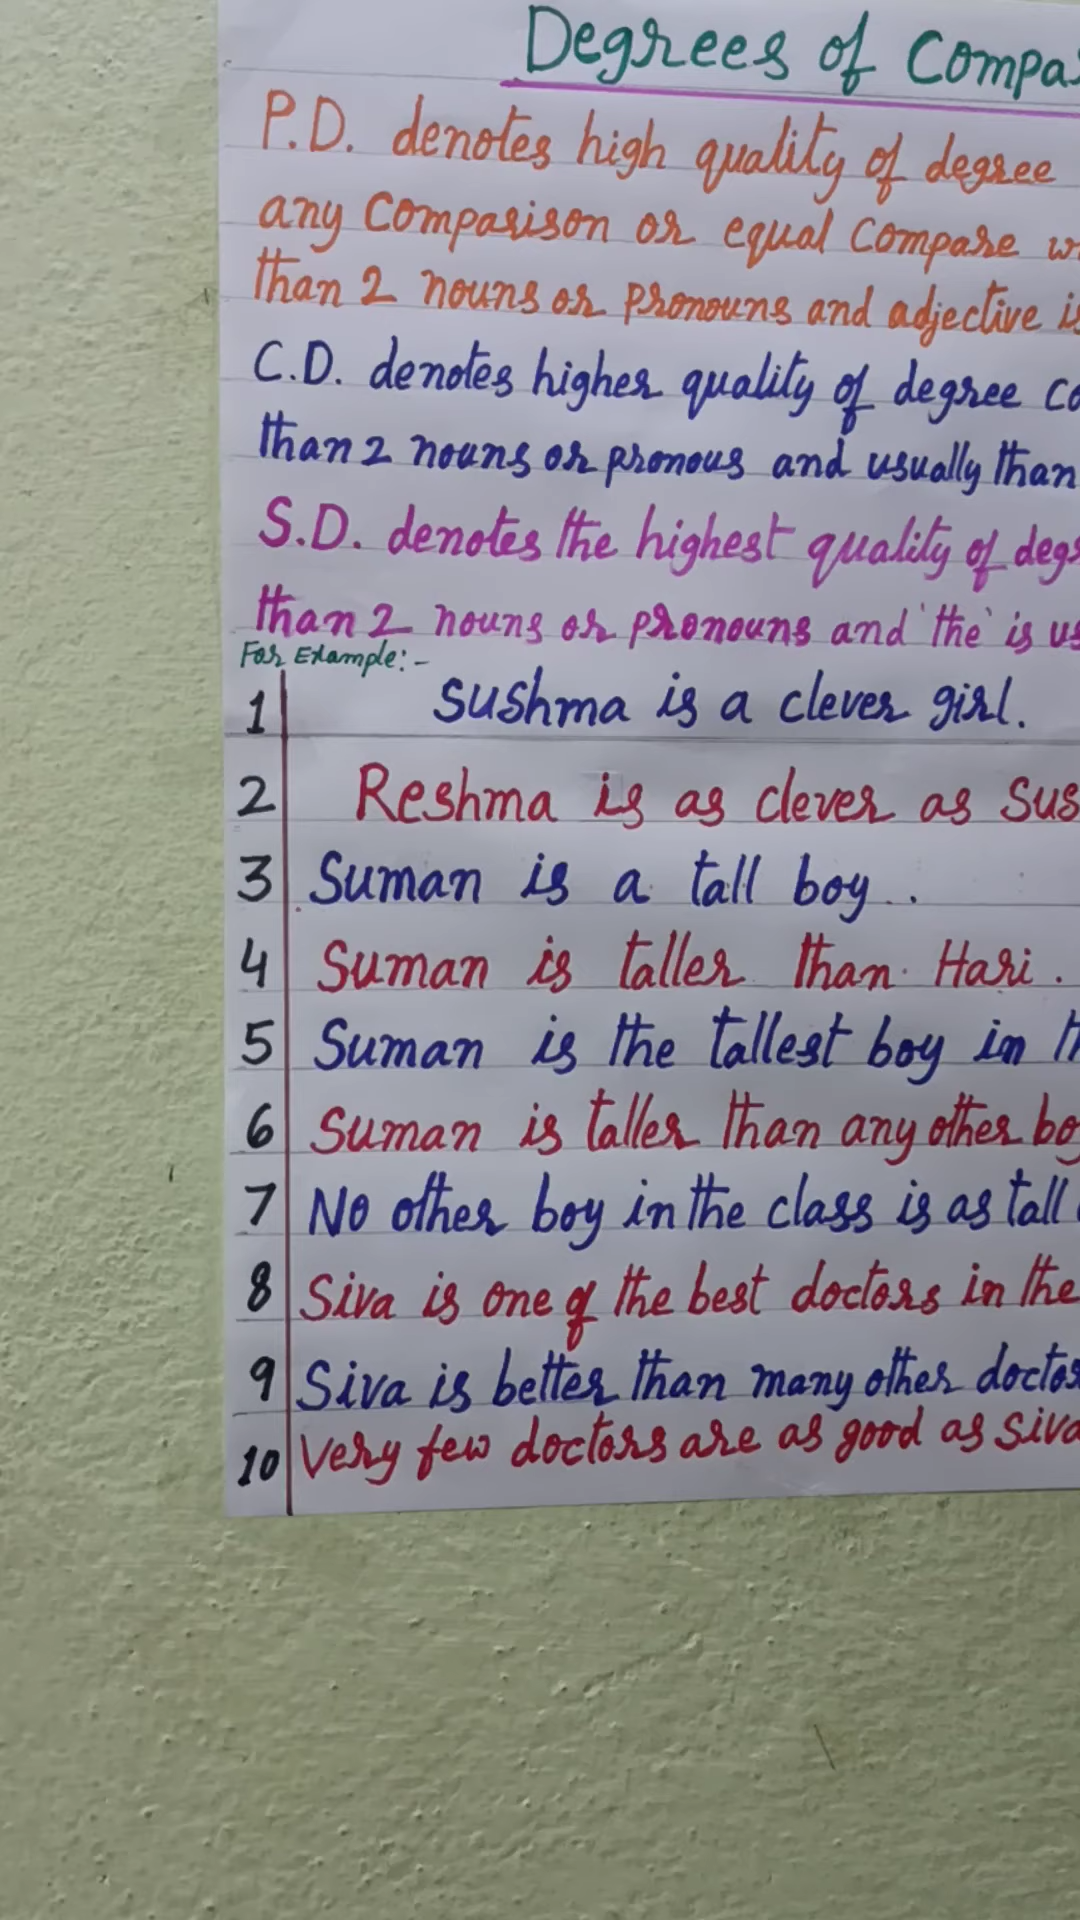 Degrees of Compa
P.D. denotes high quality of degree
any Comparison or equal Compare w
than 2 nouns or pronouns and adjective is
C.D. denotes higher quality of degree co
than 2 nouns or pronous and usually than
S.D. denotes the highest quality of deg
than 2 nouns or pronouns and 'the' is us
For Example:-
1 Sushma is a clever girl.
2 Reshma is as clever as Sus
3 Suman is a tall boy.
4 Suman is taller than Hari.
5 Suman is the tallest boy in th
6 Suman is taller than any other bo
7 No other boy in the class is as tall
8 Siva is one of the best doctors in the
9 Siva is better than many other doctor
10 Very few doctors are as good as Siva